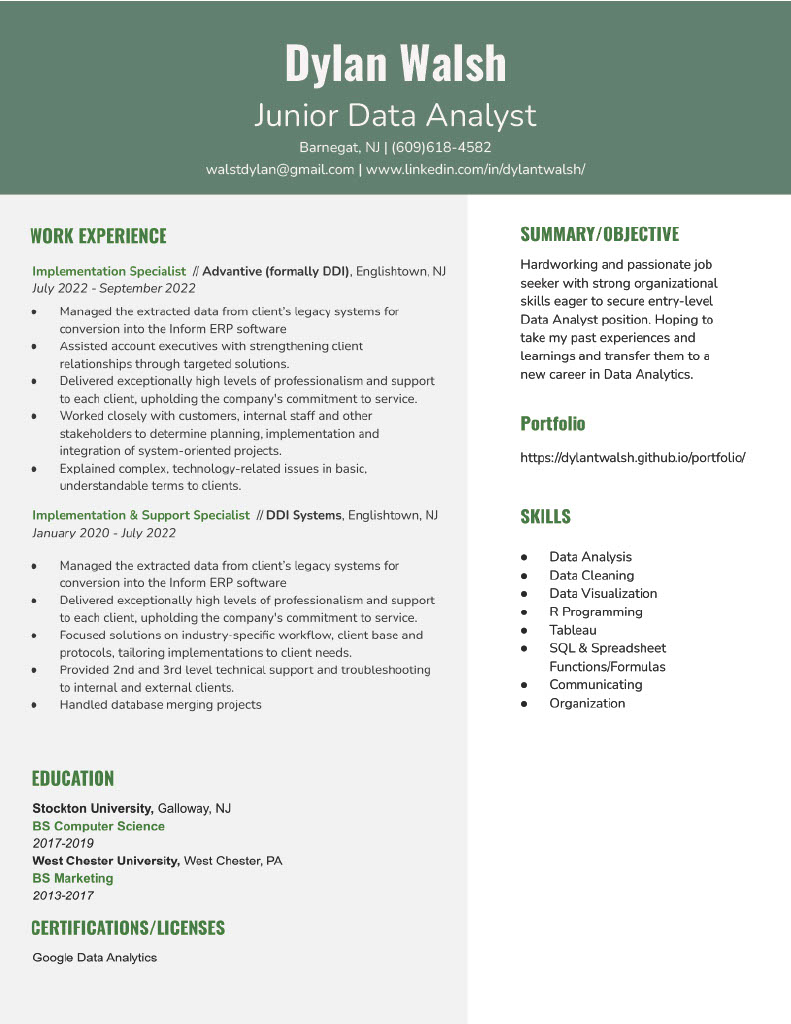 Dylan Walsh
Junior Data Analyst
Barnegat, NJ | (609)618-4582
walstdylan@gmail.com | www.linkedin.com/in/dylantwalsh/
WORK EXPERIENCE
Implementation Specialist // Advantive (formally DDI), Englishtown, NJ
July 2022 - September 2022
● Managed the extracted data from client's legacy systems for
conversion into the Inform ERP software
● Assisted account executives with strengthening client
relationships through targeted solutions.
● Delivered exceptionally high levels of professionalism and support
to each client, upholding the company's commitment to service.
● Worked closely with customers, internal staff and other
stakeholders to determine planning, implementation and
integration of system-oriented projects.
● Explained complex, technology-related issues in basic,
understandable terms to clients.
Implementation & Support Specialist // DDI Systems, Englishtown, NJ
January 2020 - July 2022
● Managed the extracted data from client's legacy systems for
conversion into the Inform ERP software
● Delivered exceptionally high levels of professionalism and support
to each client, upholding the company's commitment to service.
● Focused solutions on industry-specific workflow, client base and
protocols, tailoring implementations to client needs.
● Provided 2nd and 3rd level technical support and troubleshooting
to internal and external clients.
● Handled database merging projects
EDUCATION
Stockton University, Galloway, NJ
BS Computer Science
2017-2019
West Chester University, West Chester, PA
BS Marketing
2013-2017
CERTIFICATIONS/LICENSES
Google Data Analytics
SUMMARY/OBJECTIVE
Hardworking and passionate job
seeker with strong organizational
skills eager to secure entry-level
Data Analyst position. Hoping to
take my past experiences and
learnings and transfer them to a
new career in Data Analytics.
Portfolio
https://dylantwalsh.github.io/portfolio/
SKILLS
● Data Analysis
● Data Cleaning
● Data Visualization
● R Programming
● Tableau
● SQL & Spreadsheet
Functions/Formulas
● Communicating
● Organization